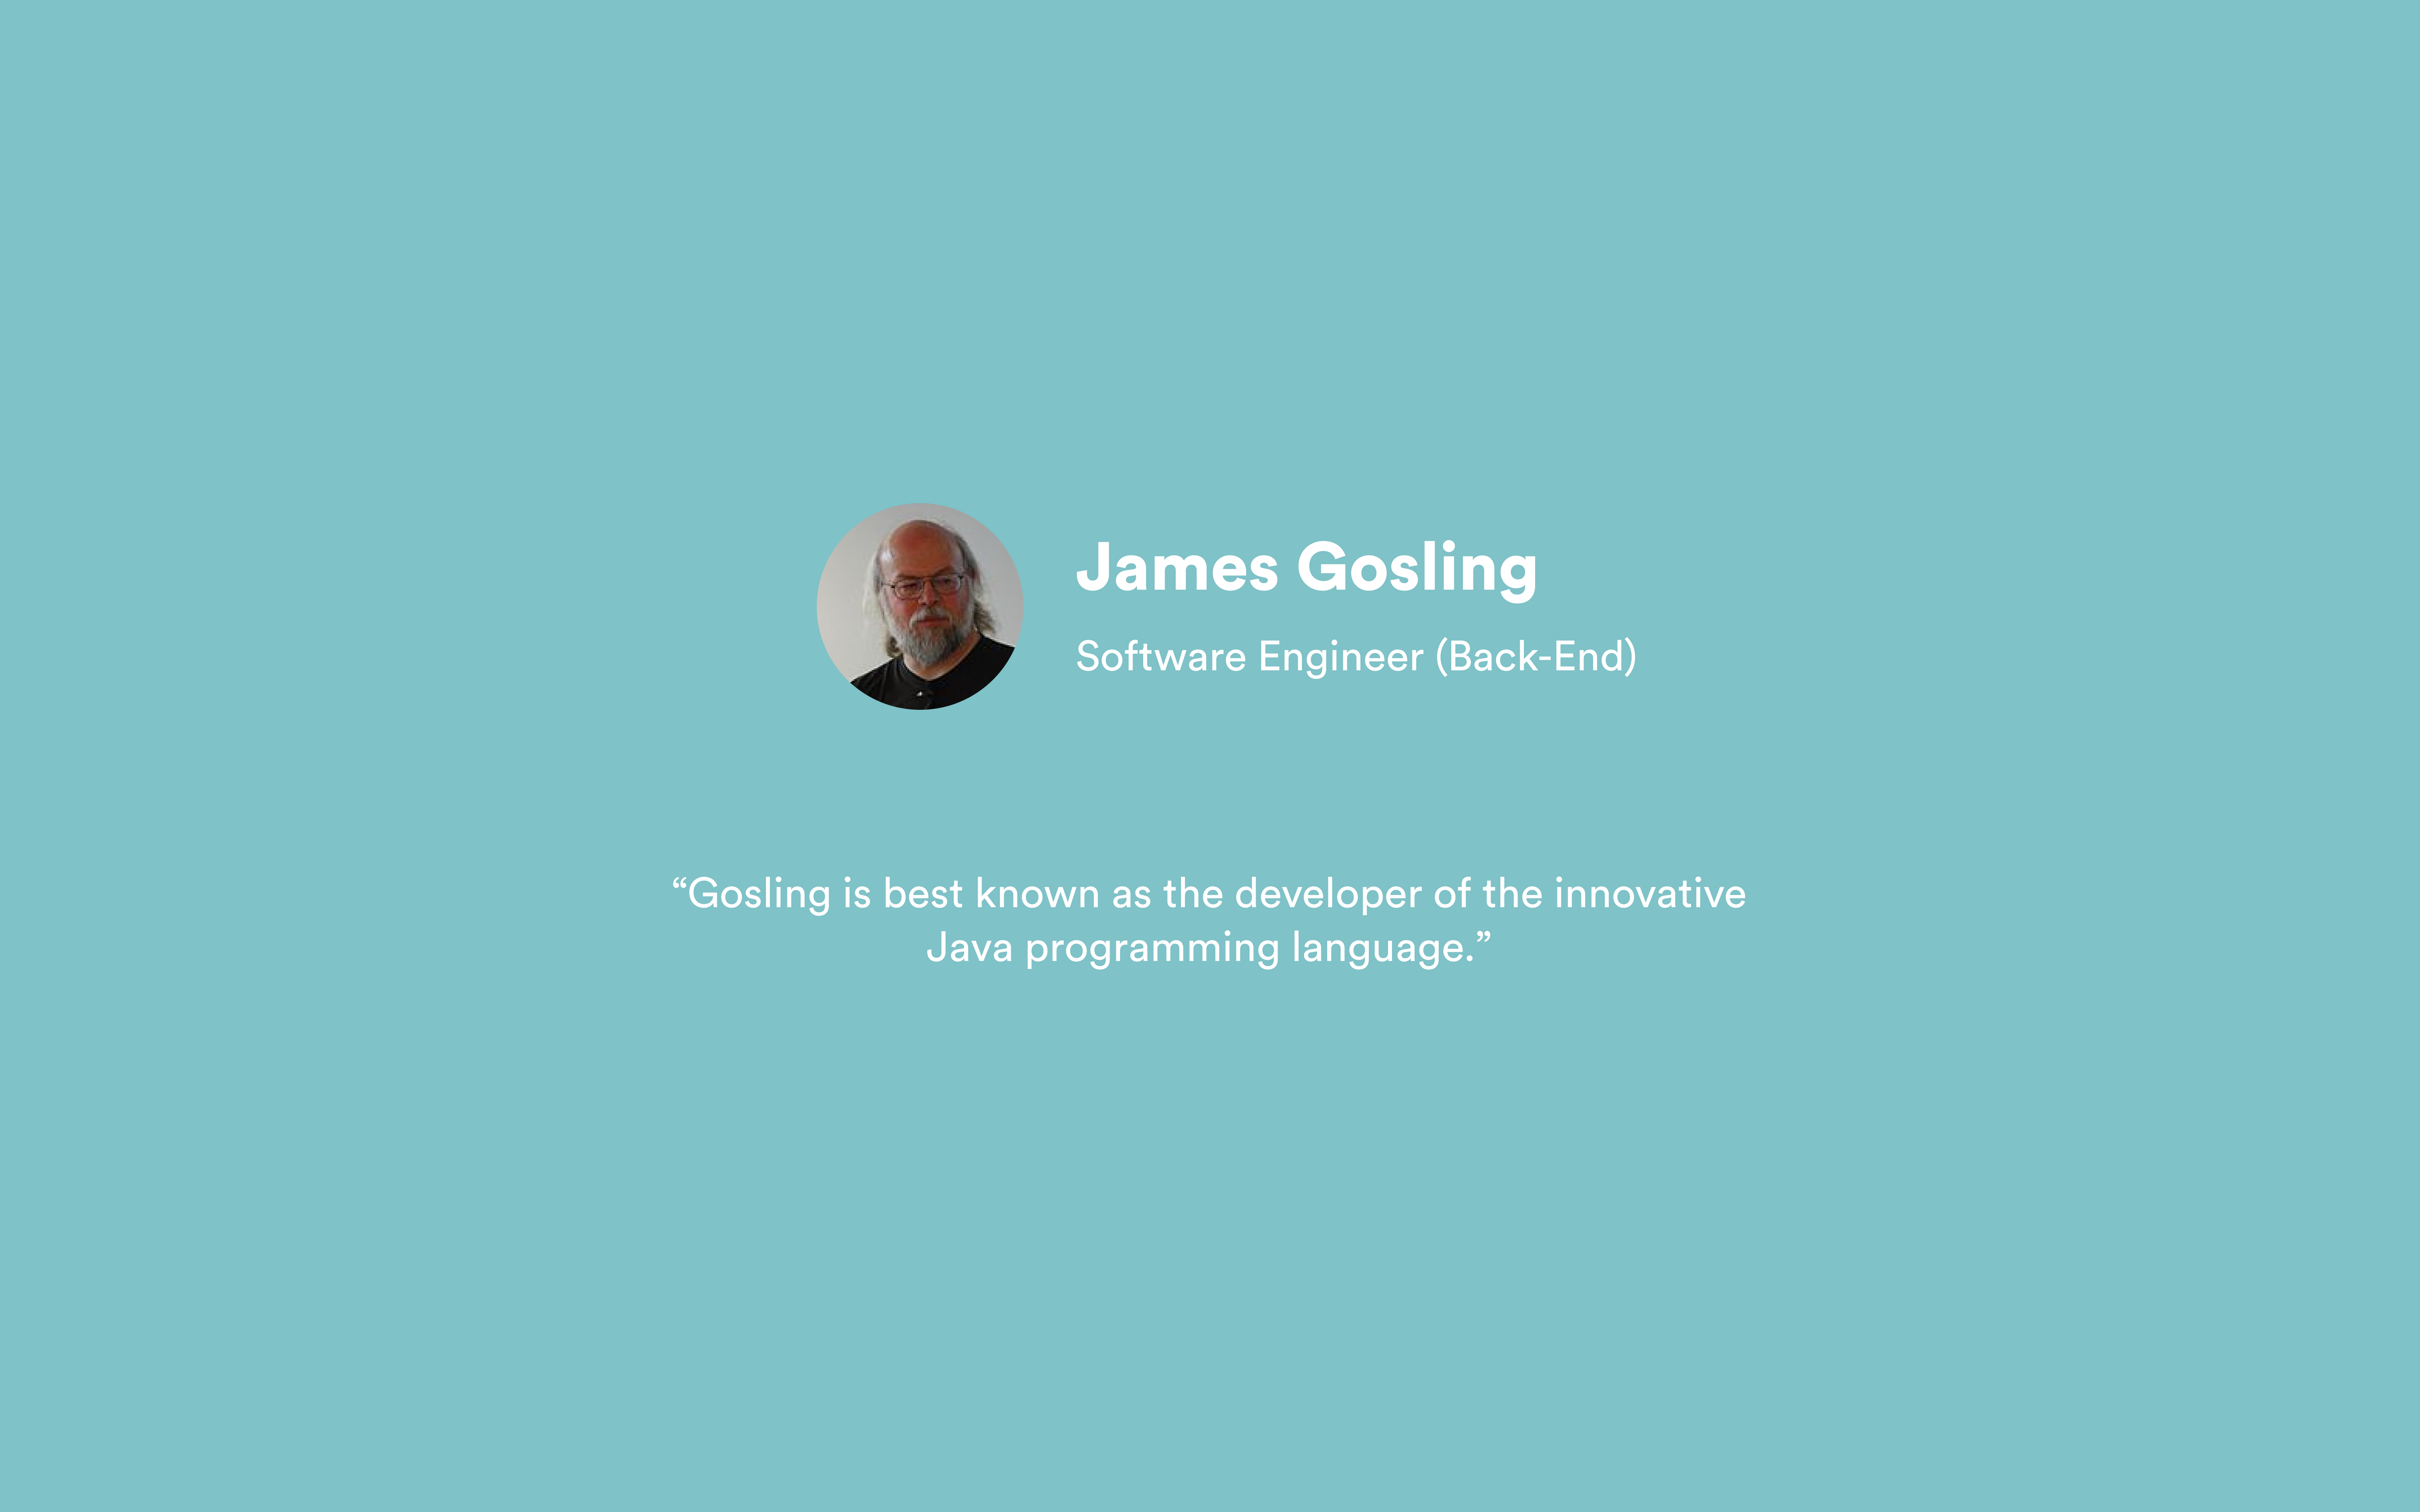 James Gosling
Software Engineer (Back-End)
“Gosling is best known as the developer of the innovative
Java programming language.”